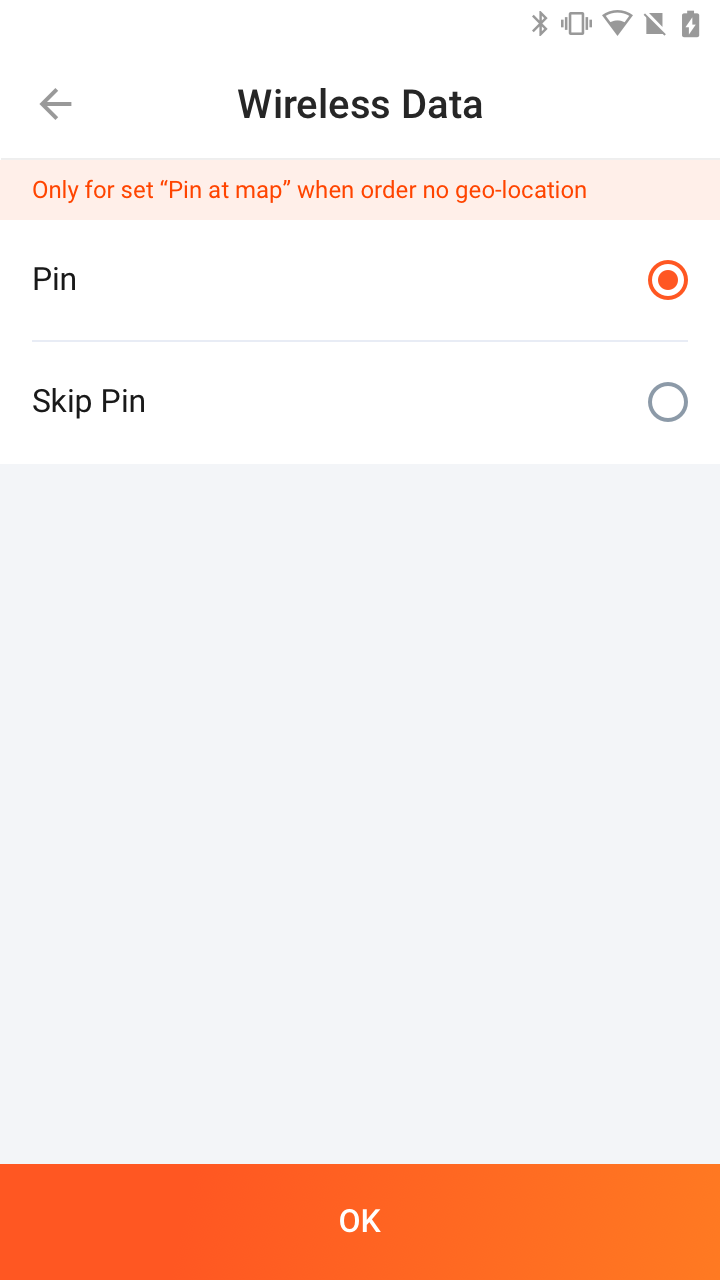 Wireless Data
Only for set “Pin at map” when order no geo-location
Pin
Skip Pin
OK